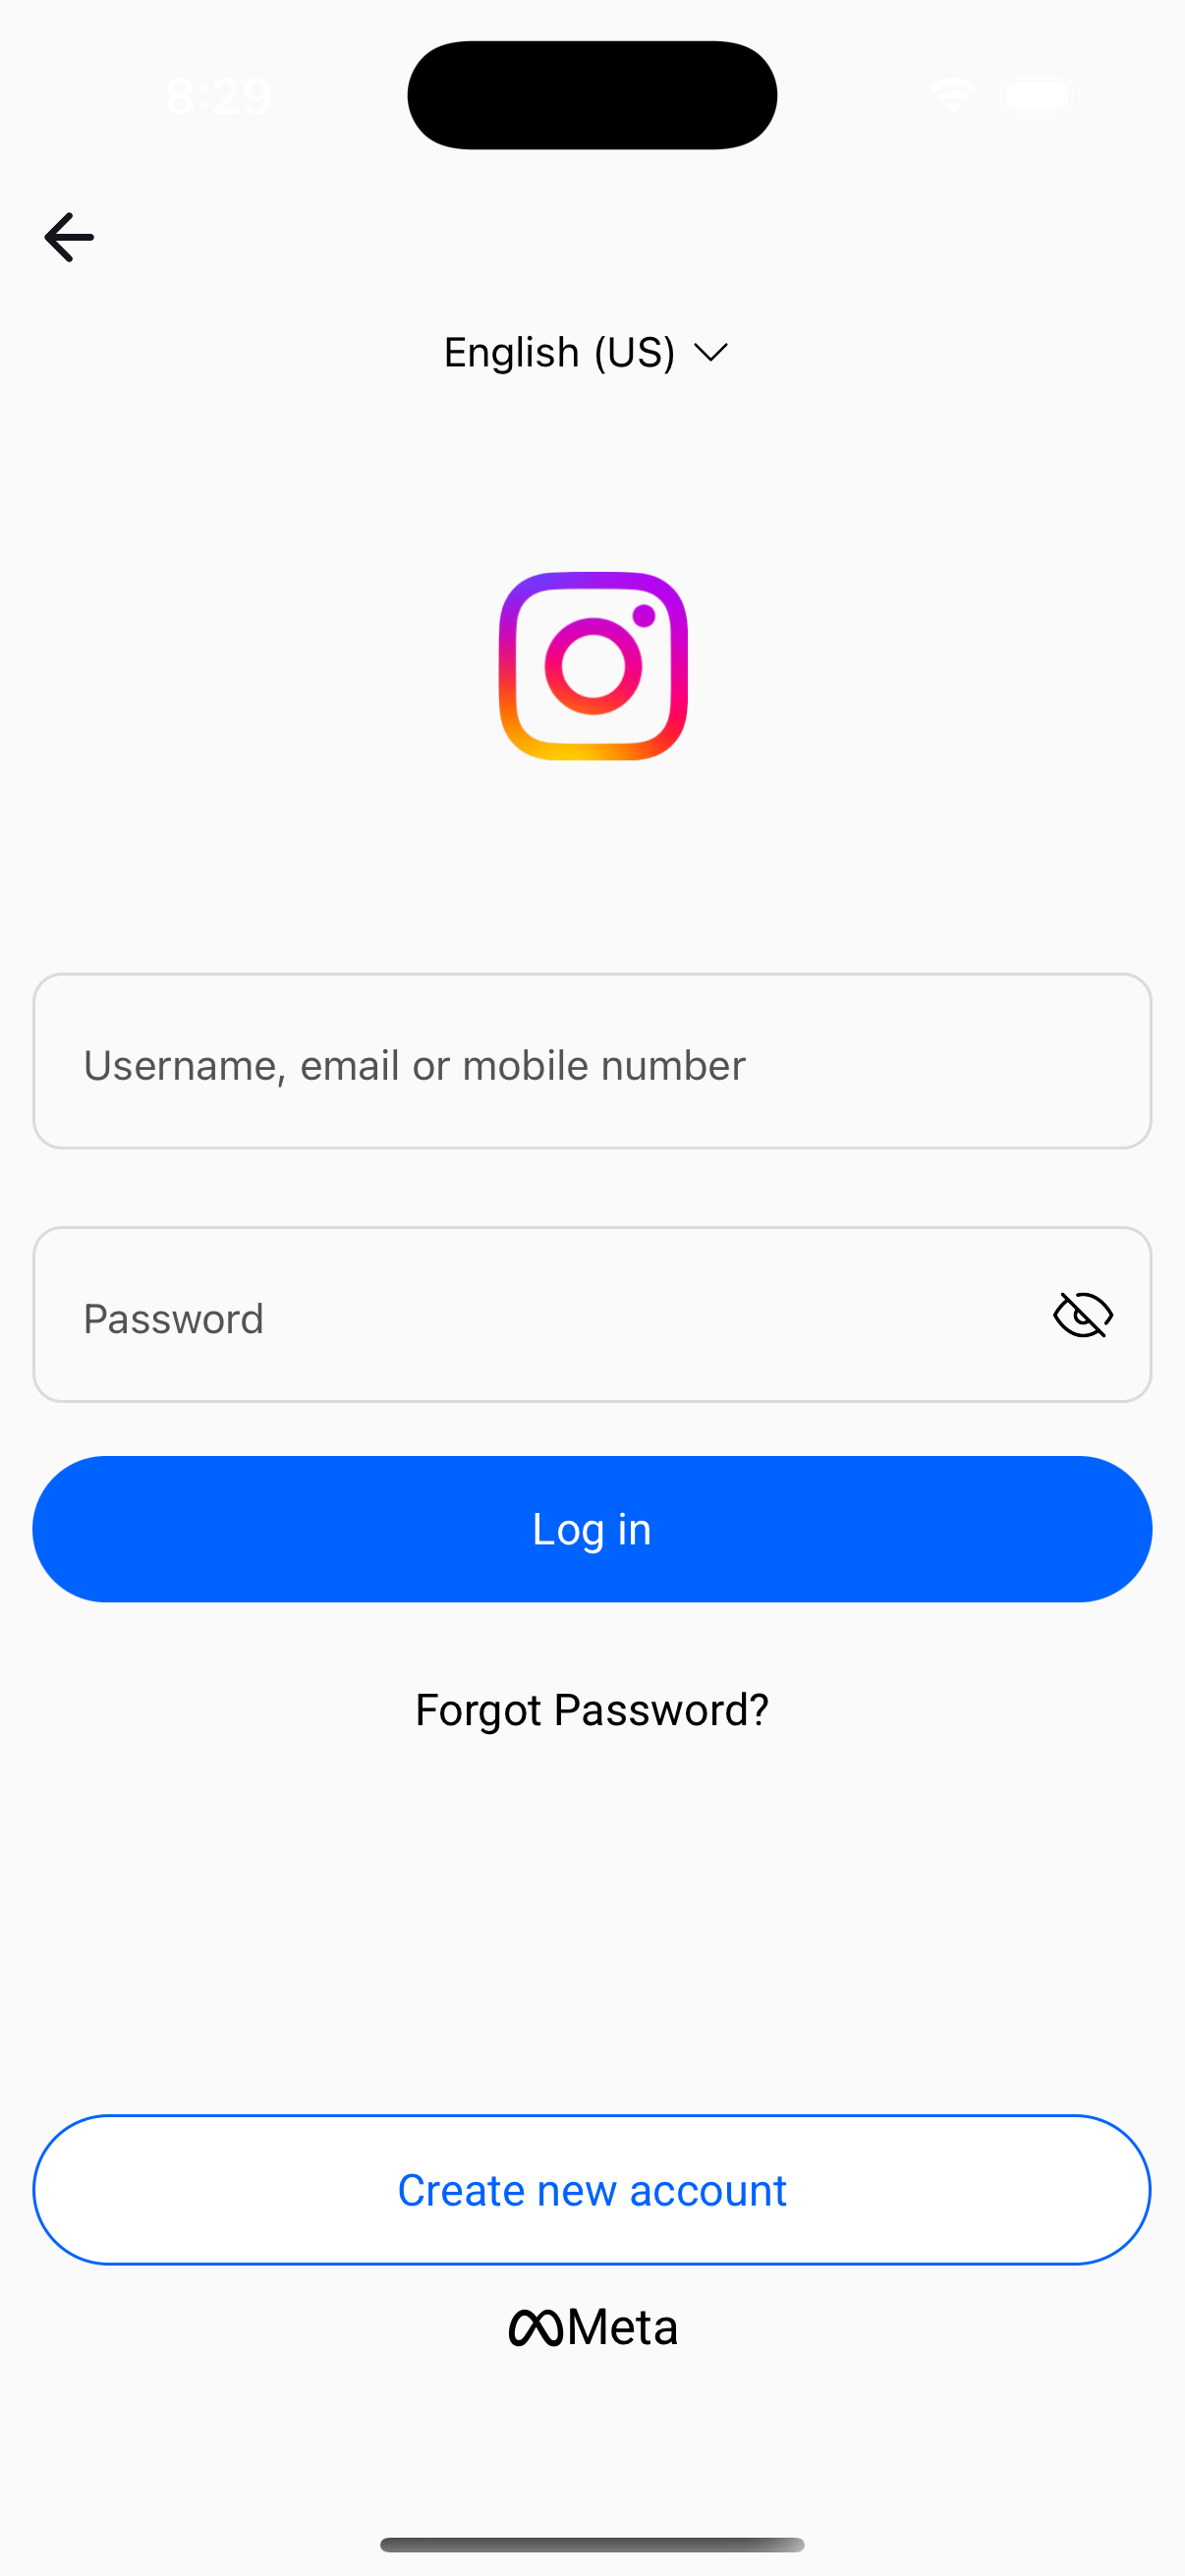 8:29
English (US)
Username, email or mobile number
Password
Log in
Forgot Password?
Create new account
Meta